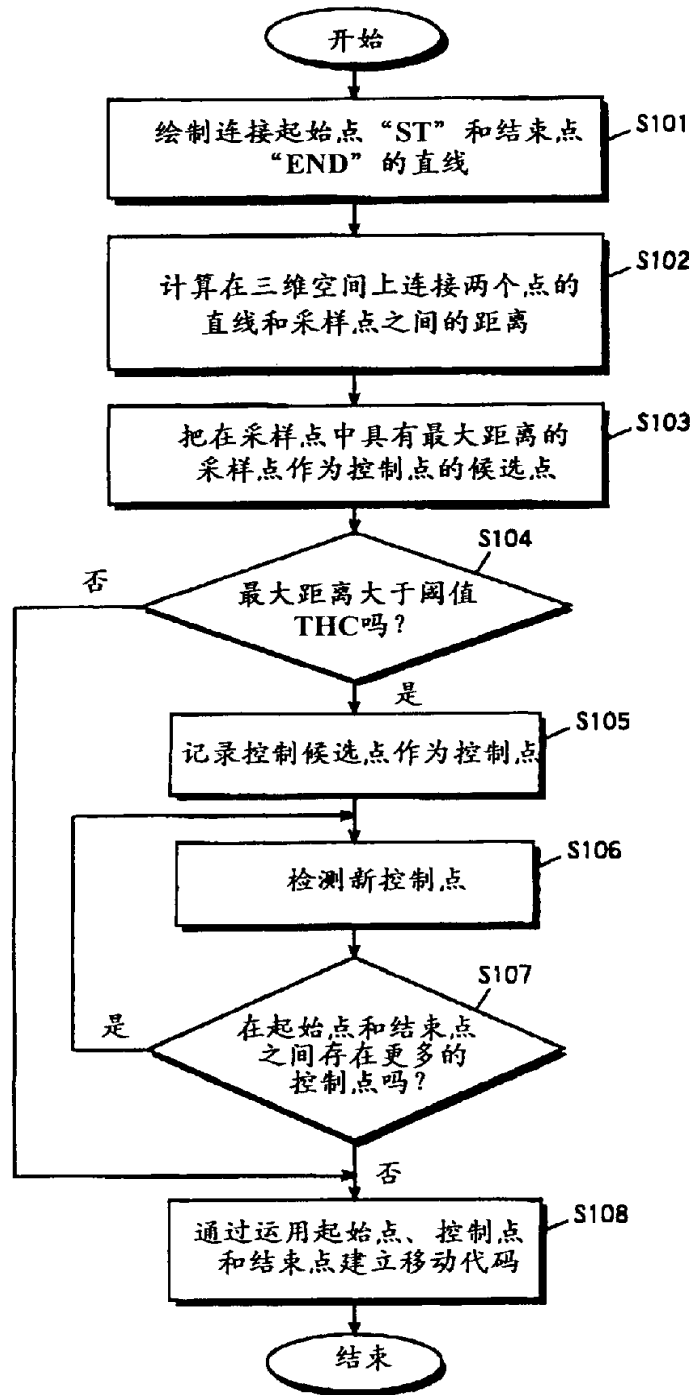 开始
绘制连接起始点“ST”和结束点
“END”的直线
S101
计算在三维空间上连接两个点的
直线和采样点之间的距离
S102
把在采样点中具有最大距离的
采样点作为控制点的候选点
S103
S104
否
最大距离大于阈值
THC吗？
是
S105
记录控制候选点作为控制点
S106
检测新控制点
S107
是
在起始点和结束点
之间存在更多的
控制点吗？
否
S108
通过运用起始点、控制点
和结束点建立移动代码
结束